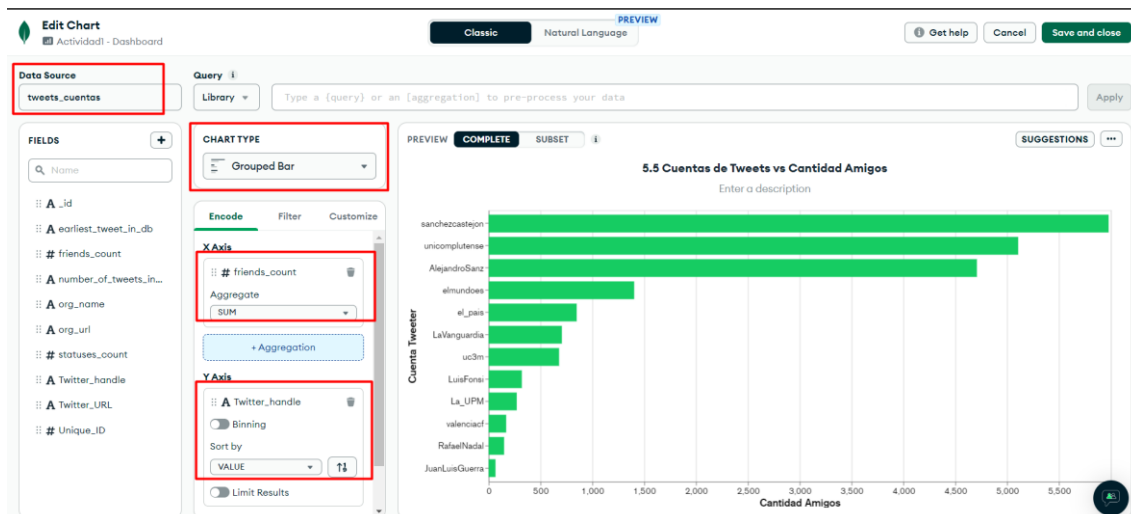 PREVIEW
Edit Chart
Actividad1 - Dashboard
Classic
Natural Language
Get help
Cancel
Save and close
Data Source
tweets_cuentas
Query i
Library
Type a {query} or an [aggregation] to pre-process your data
Apply
FIELDS
+
Name
A _id
A earliest_tweet_in_db
# friends_count
A number_of_tweets_in...
A org_name
A org_url
# statuses_count
A Twitter_handle
A Twitter_URL
# Unique_ID
CHART TYPE
Grouped Bar
Encode
Filter
Customize
X Axis
# friends_count
Aggregate
SUM
+ Aggregation
Y Axis
A Twitter_handle
Binning
Sort by
VALUE
Limit Results
PREVIEW
COMPLETE
SUBSET
i
SUGGESTIONS
...
5.5 Cuentas de Tweets vs Cantidad Amigos
Enter a description
Cuenta Tweeter
sanchezcastejon
unicomplutense
AlejandroSanz
elmundoes
el_pais
LaVanguardia
uc3m
LuisFonsi
La_UPM
valenciacf
RafaelNadal
JuanLuisGuerra
0 500 1,000 1,500 2,000 2,500 3,000 3,500 4,000 4,500 5,000 5,500
Cantidad Amigos